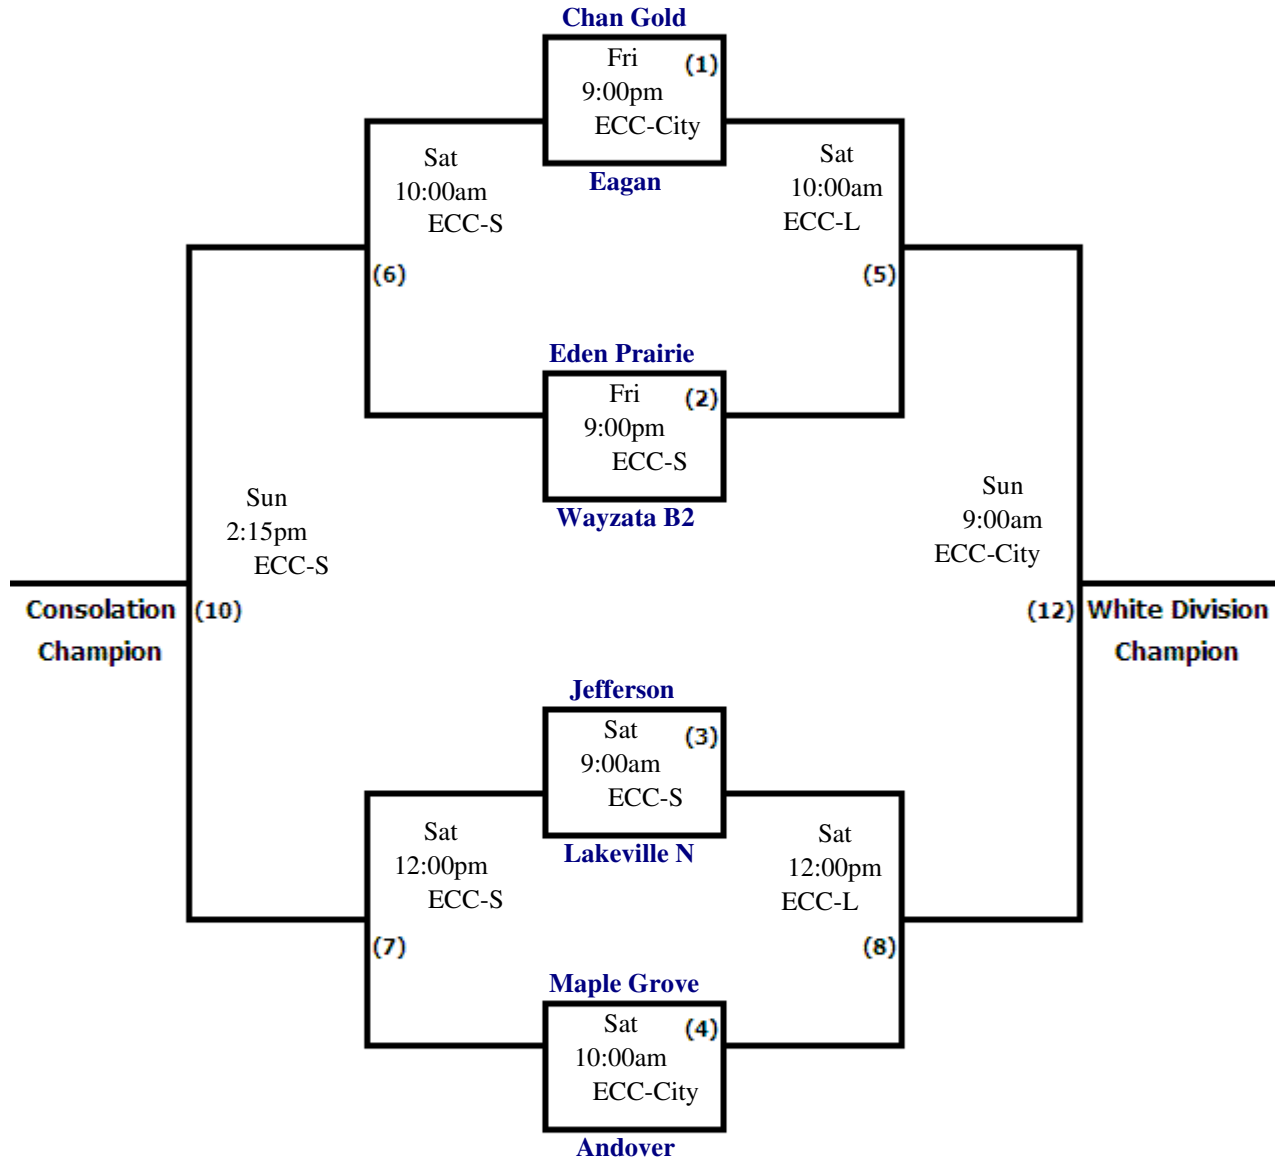 Chan Gold
Fri
(1)
9:00pm
ECC-City
Eagan
Sat
10:00am
ECC-S
(6)
Sat
10:00am
ECC-L
(5)
Eden Prairie
Fri
(2)
9:00pm
ECC-S
Wayzata B2
Sun
2:15pm
ECC-S
(10)
Consolation
Champion
Sun
9:00am
ECC-City
(12)
White Division
Champion
Jefferson
Sat
(3)
9:00am
ECC-S
Lakeville N
Sat
12:00pm
ECC-S
(7)
Sat
12:00pm
ECC-L
(8)
Maple Grove
Sat
(4)
10:00am
ECC-City
Andover